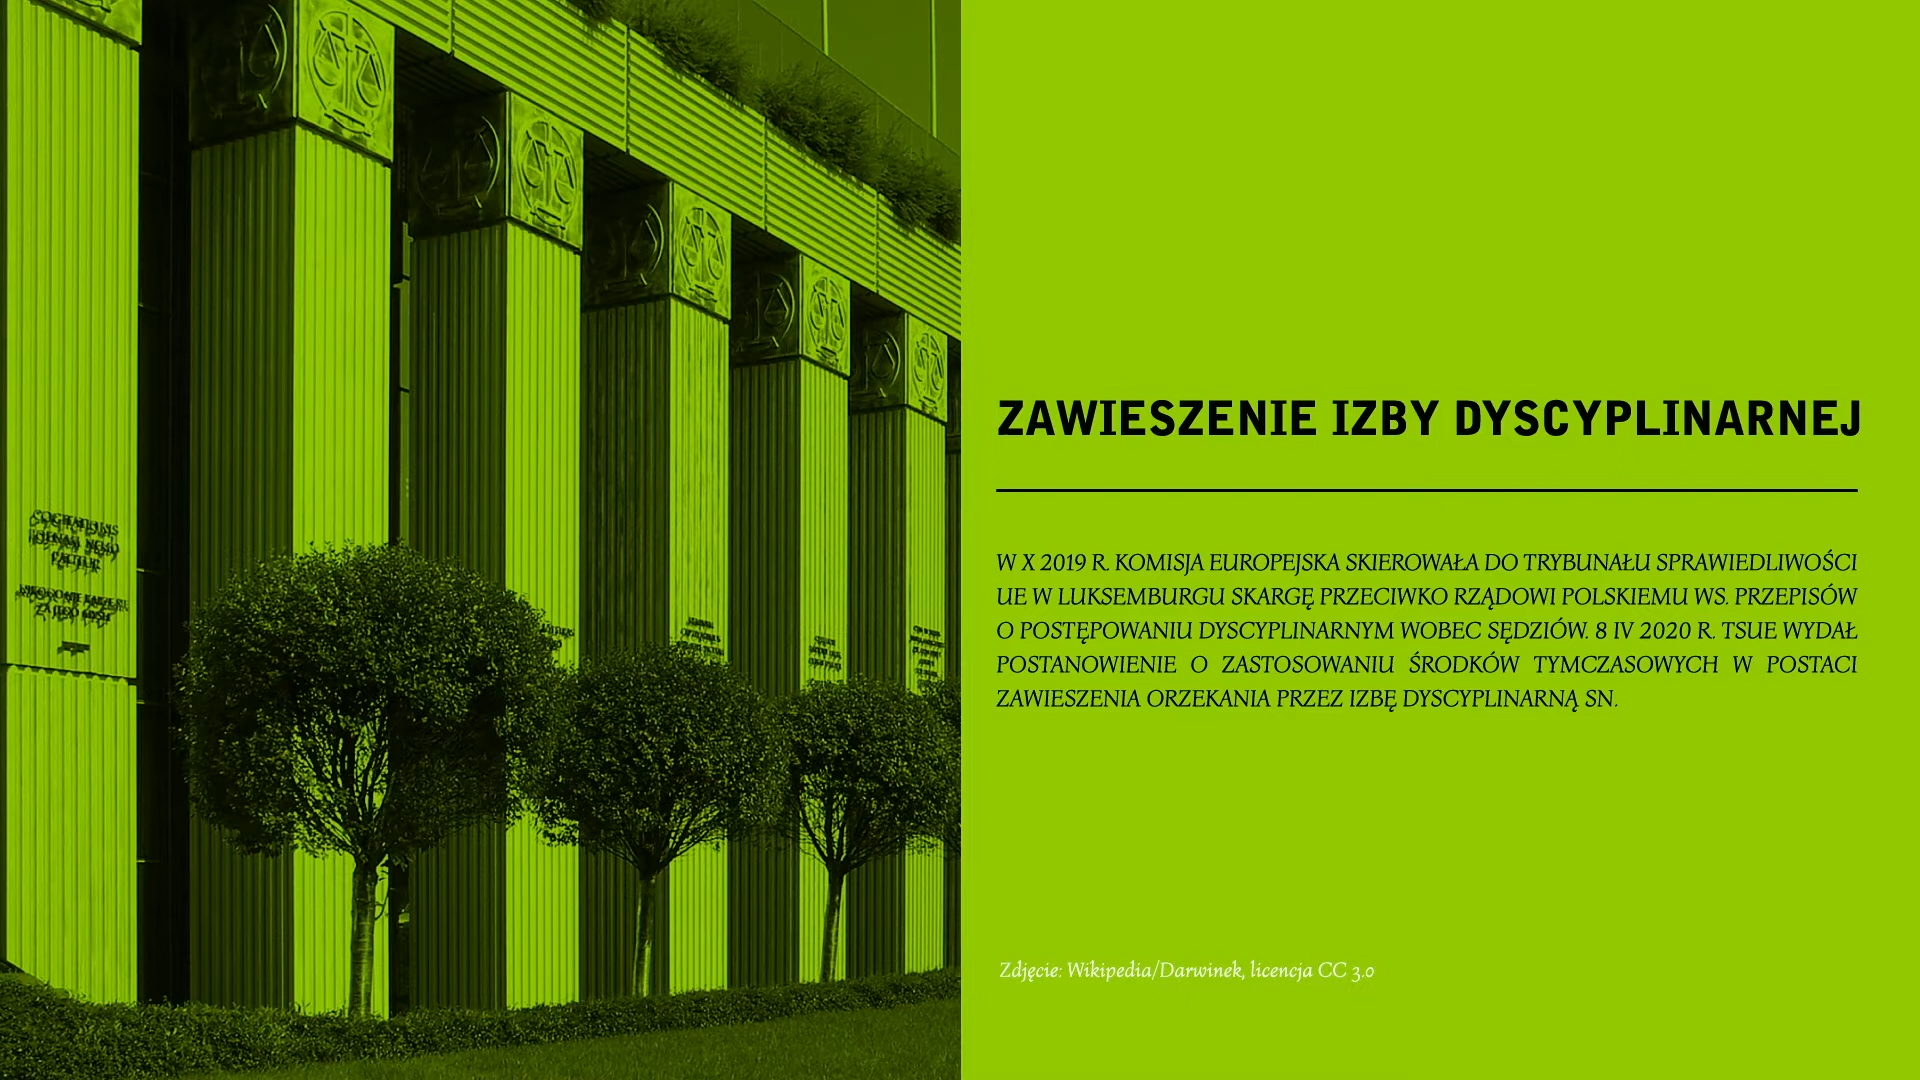 ZAWIESZENIE IZBY DYSCYPLINARNEJ
W X 2019 R. KOMISJA EUROPEJSKA SKIEROWAŁA DO TRYBUNAŁU SPRAWIEDLIWOŚCI
UE W LUKSEMBURGU SKARGĘ PRZECIWKO RZĄDOWI POLSKIEMU WS. PRZEPISÓW
O POSTĘPOWANIU DYSCYPLINARNYM WOBEC SĘDZIÓW. 8 IV 2020 R. TSUE WYDAŁ
POSTANOWIENIE O ZASTOSOWANIU ŚRODKÓW TYMCZASOWYCH W POSTACI
ZAWIESZENIA ORZEKANIA PRZEZ IZBĘ DYSCYPLINARNĄ SN.
Zdjęcie: Wikipedia/Darwinek, licencja CC 3.0